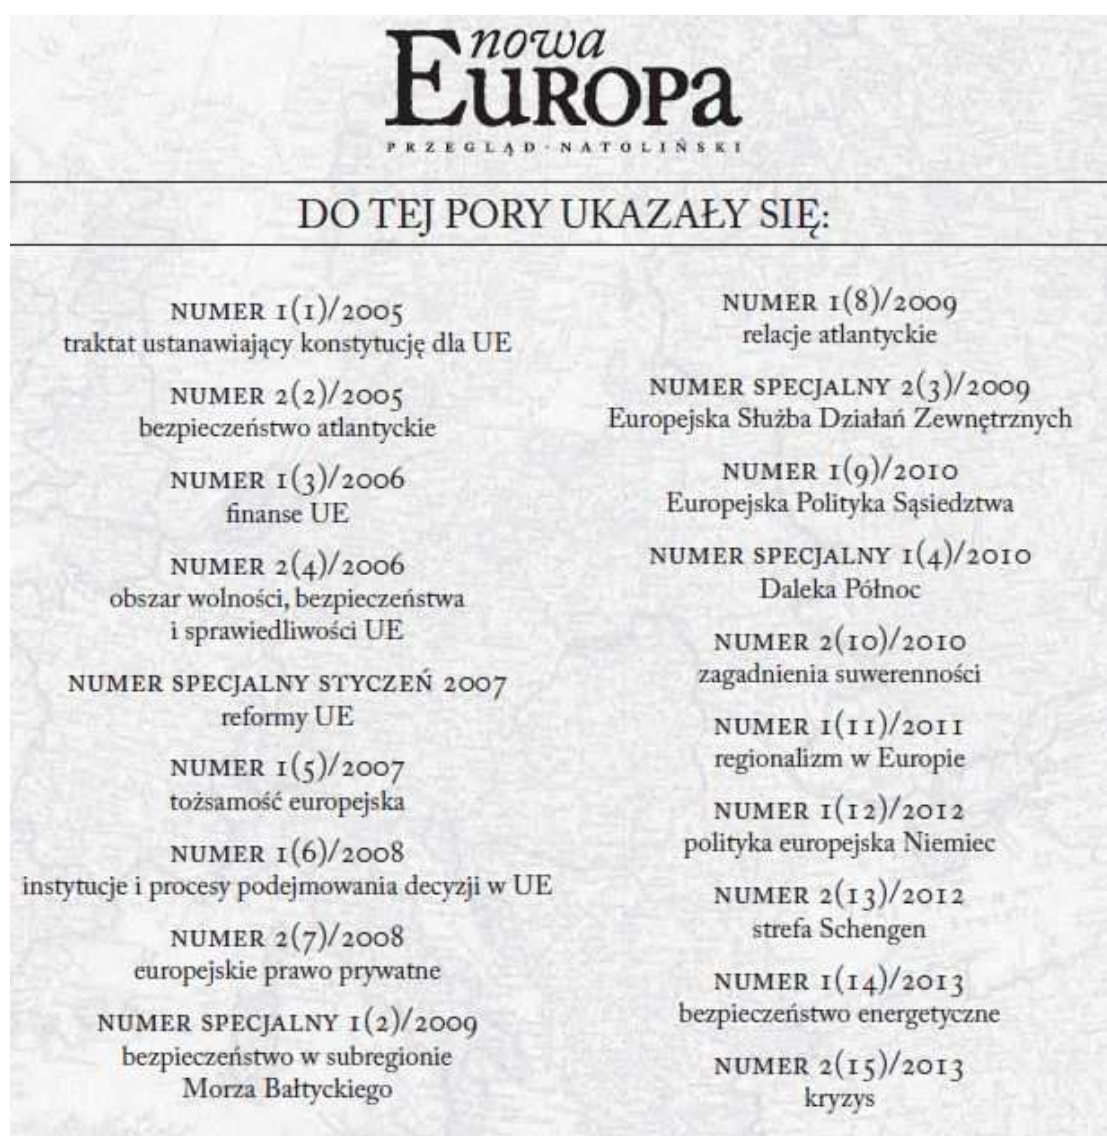 nowa
EUROPA
PRZEGLĄD · NATOLIŃSKI
DO TEJ PORY UKAZAŁY SIĘ:
NUMER 1(1)/2005
traktat ustanawiający konstytucję dla UE
NUMER 2(2)/2005
bezpieczeństwo atlantyckie
NUMER 1(3)/2006
finanse UE
NUMER 2(4)/2006
obszar wolności, bezpieczeństwa
i sprawiedliwości UE
NUMER SPECJALNY STYCZEŃ 2007
reformy UE
NUMER 1(5)/2007
tożsamość europejska
NUMER 1(6)/2008
instytucje i procesy podejmowania decyzji w UE
NUMER 2(7)/2008
europejskie prawo prywatne
NUMER SPECJALNY 1(2)/2009
bezpieczeństwo w subregionie
Morza Bałtyckiego
NUMER 1(8)/2009
relacje atlantyckie
NUMER SPECJALNY 2(3)/2009
Europejska Służba Działań Zewnętrznych
NUMER 1(9)/2010
Europejska Polityka Sąsiedztwa
NUMER SPECJALNY 1(4)/2010
Daleka Północ
NUMER 2(10)/2010
zagadnienia suwerenności
NUMER 1(11)/2011
regionalizm w Europie
NUMER 1(12)/2012
polityka europejska Niemiec
NUMER 2(13)/2012
strefa Schengen
NUMER 1(14)/2013
bezpieczeństwo energetyczne
NUMER 2(15)/2013
kryzys